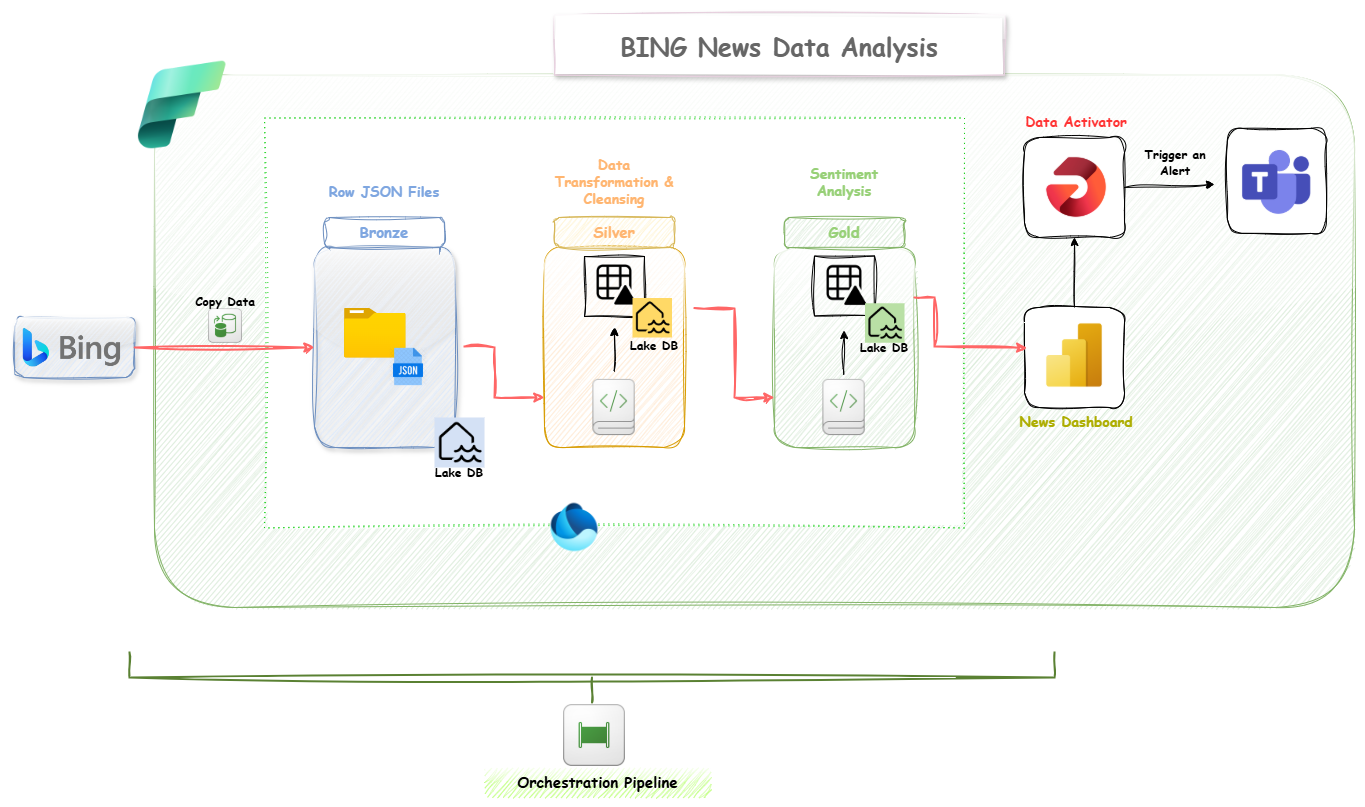 BING News Data Analysis
Data Activator
Trigger an
Alert
T
Data
Transformation &
Cleansing
Sentiment
Analysis
Row JSON Files
Bronze
Silver
Gold
Copy Data
Bing
JSON
Lake DB
Lake DB
Lake DB
News Dashboard
Orchestration Pipeline